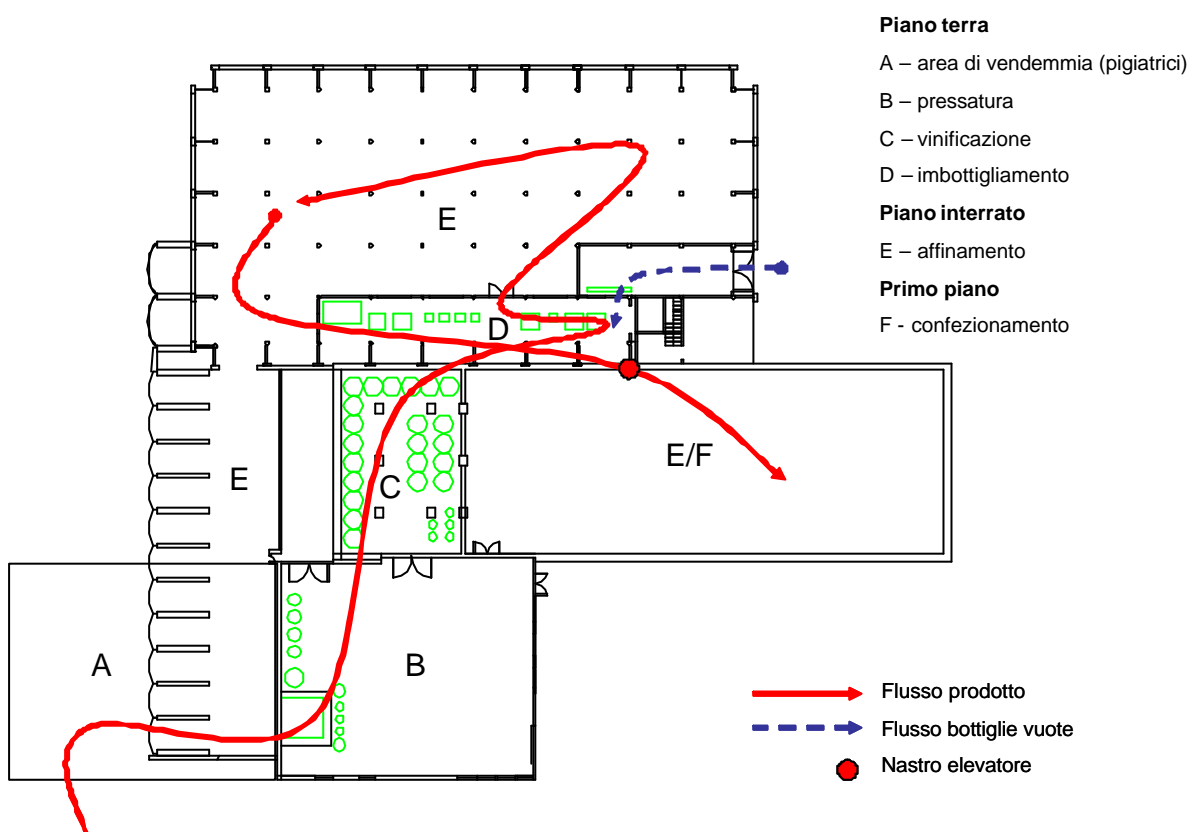 Piano terra
A – area di vendemmia (pigiatrici)
B – pressatura
C – vinificazione
D – imbottigliamento
Piano interrato
E – affinamento
Primo piano
F - confezionamento
E
D
E/F
E
C
A
B
Flusso prodotto
Flusso bottiglie vuote
Nastro elevatore